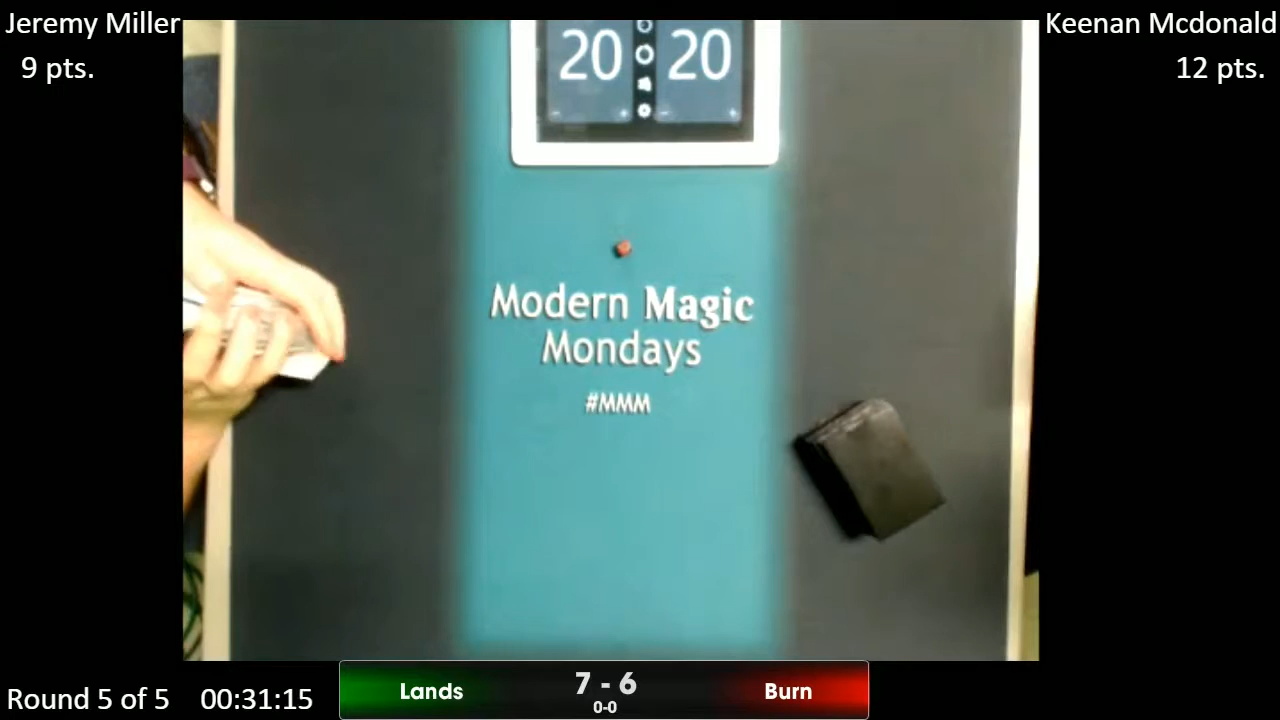 Jeremy Miller
9 pts.
Keenan Mcdonald
12 pts.
20 20
Modern Magic
Mondays
#MMM
Round 5 of 5 00:31:15
Lands 7 - 6 Burn
0-0